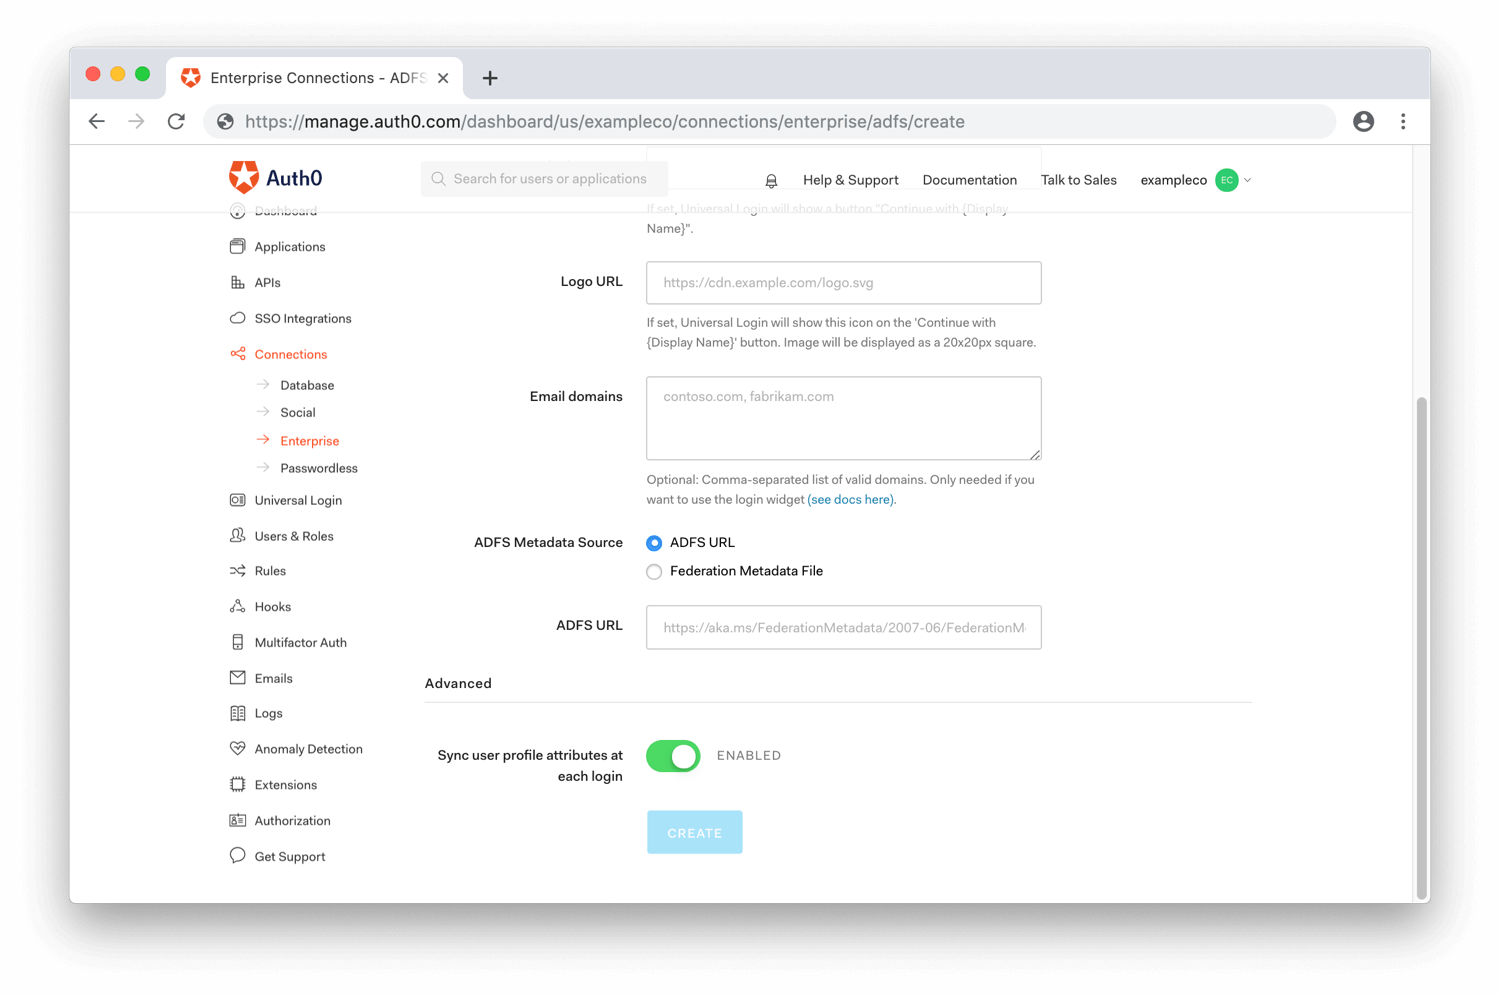 Enterprise Connections - ADFS
https://manage.auth0.com/dashboard/us/exampleco/connections/enterprise/adfs/create
Auth0
Search for users or applications
Help & Support
Documentation
Talk to Sales
exampleco
EC
Dashboard
Applications
APIs
SSO Integrations
Connections
Database
Social
Enterprise
Passwordless
Universal Login
Users & Roles
Rules
Hooks
Multifactor Auth
Emails
Logs
Anomaly Detection
Extensions
Authorization
Get Support
If set, Universal Login will show a button "Continue with {Display
Name}".
Logo URL
https://cdn.example.com/logo.svg
If set, Universal Login will show this icon on the 'Continue with
{Display Name}' button. Image will be displayed as a 20x20px square.
Email domains
contoso.com, fabrikam.com
Optional: Comma-separated list of valid domains. Only needed if you
want to use the login widget (see docs here).
ADFS Metadata Source
ADFS URL
Federation Metadata File
ADFS URL
https://aka.ms/FederationMetadata/2007-06/FederationM
Advanced
Sync user profile attributes at
each login
ENABLED
CREATE